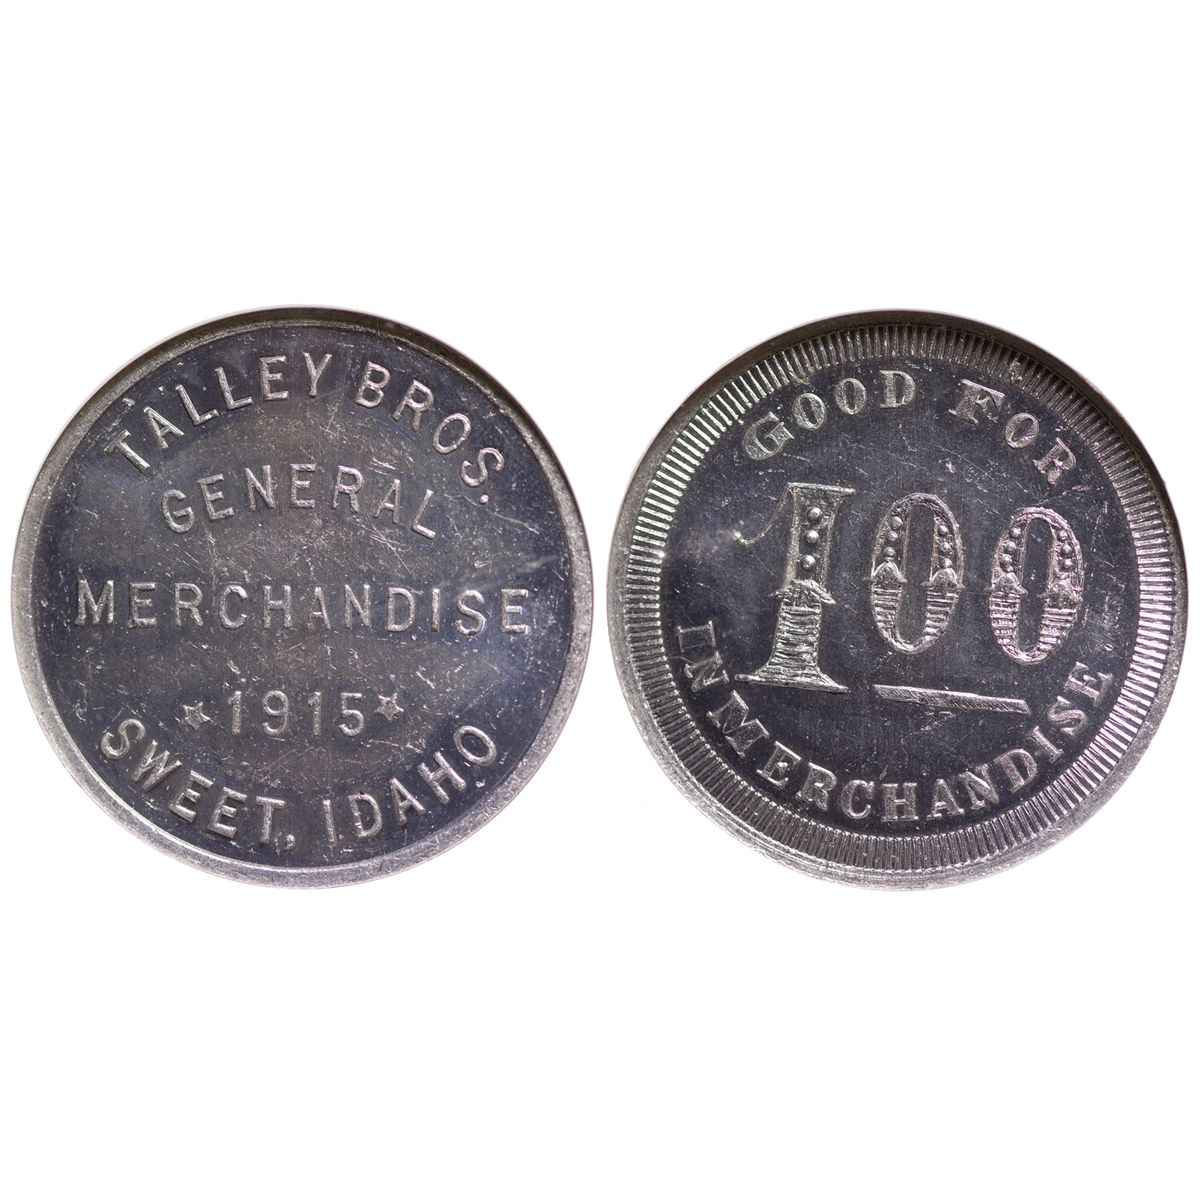 TALLEY BROS.
GENERAL
MERCHANDISE
1915
SWEET, IDAHO
GOOD FOR
100
IN MERCHANDISE